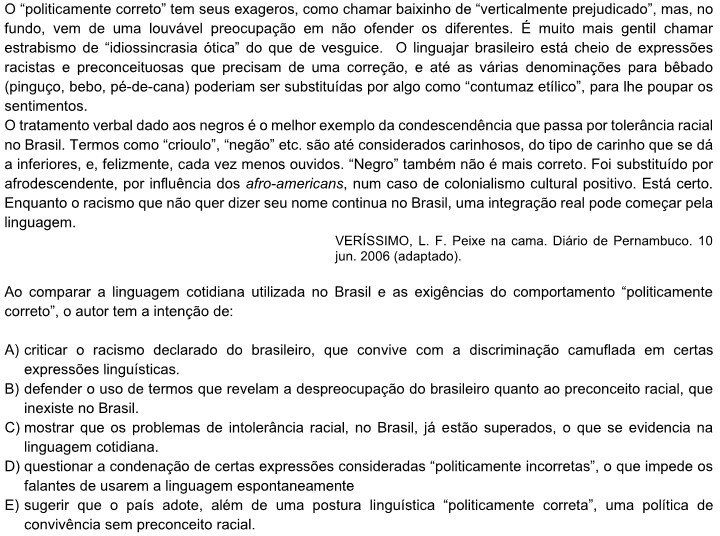 O “politicamente correto” tem seus exageros, como chamar baixinho de “verticalmente prejudicado”, mas, no
fundo, vem de uma louvável preocupação em não ofender os diferentes. É muito mais gentil chamar
estrabismo de “idiossincrasia ótica” do que de vesguice. O linguajar brasileiro está cheio de expressões
racistas e preconceituosas que precisam de uma correção, e até as várias denominações para bêbado
(pinguço, bebo, pé-de-cana) poderiam ser substituídas por algo como “contumaz etílico”, para lhe poupar os
sentimentos.
O tratamento verbal dado aos negros é o melhor exemplo da condescendência que passa por tolerância racial
no Brasil. Termos como “crioulo”, “negão” etc. são até considerados carinhosos, do tipo de carinho que se dá
a inferiores, e, felizmente, cada vez menos ouvidos. “Negro” também não é mais correto. Foi substituído por
afrodescendente, por influência dos afro-americans, num caso de colonialismo cultural positivo. Está certo.
Enquanto o racismo que não quer dizer seu nome continua no Brasil, uma integração real pode começar pela
linguagem.
VERÍSSIMO, L. F. Peixe na cama. Diário de Pernambuco. 10
jun. 2006 (adaptado).
Ao comparar a linguagem cotidiana utilizada no Brasil e as exigências do comportamento “politicamente
correto”, o autor tem a intenção de:
A) criticar o racismo declarado do brasileiro, que convive com a discriminação camuflada em certas
expressões linguísticas.
B) defender o uso de termos que revelam a despreocupação do brasileiro quanto ao preconceito racial, que
inexiste no Brasil.
C) mostrar que os problemas de intolerância racial, no Brasil, já estão superados, o que se evidencia na
linguagem cotidiana.
D) questionar a condenação de certas expressões consideradas “politicamente incorretas”, o que impede os
falantes de usarem a linguagem espontaneamente
E) sugerir que o país adote, além de uma postura linguística “politicamente correta”, uma política de
convivência sem preconceito racial.